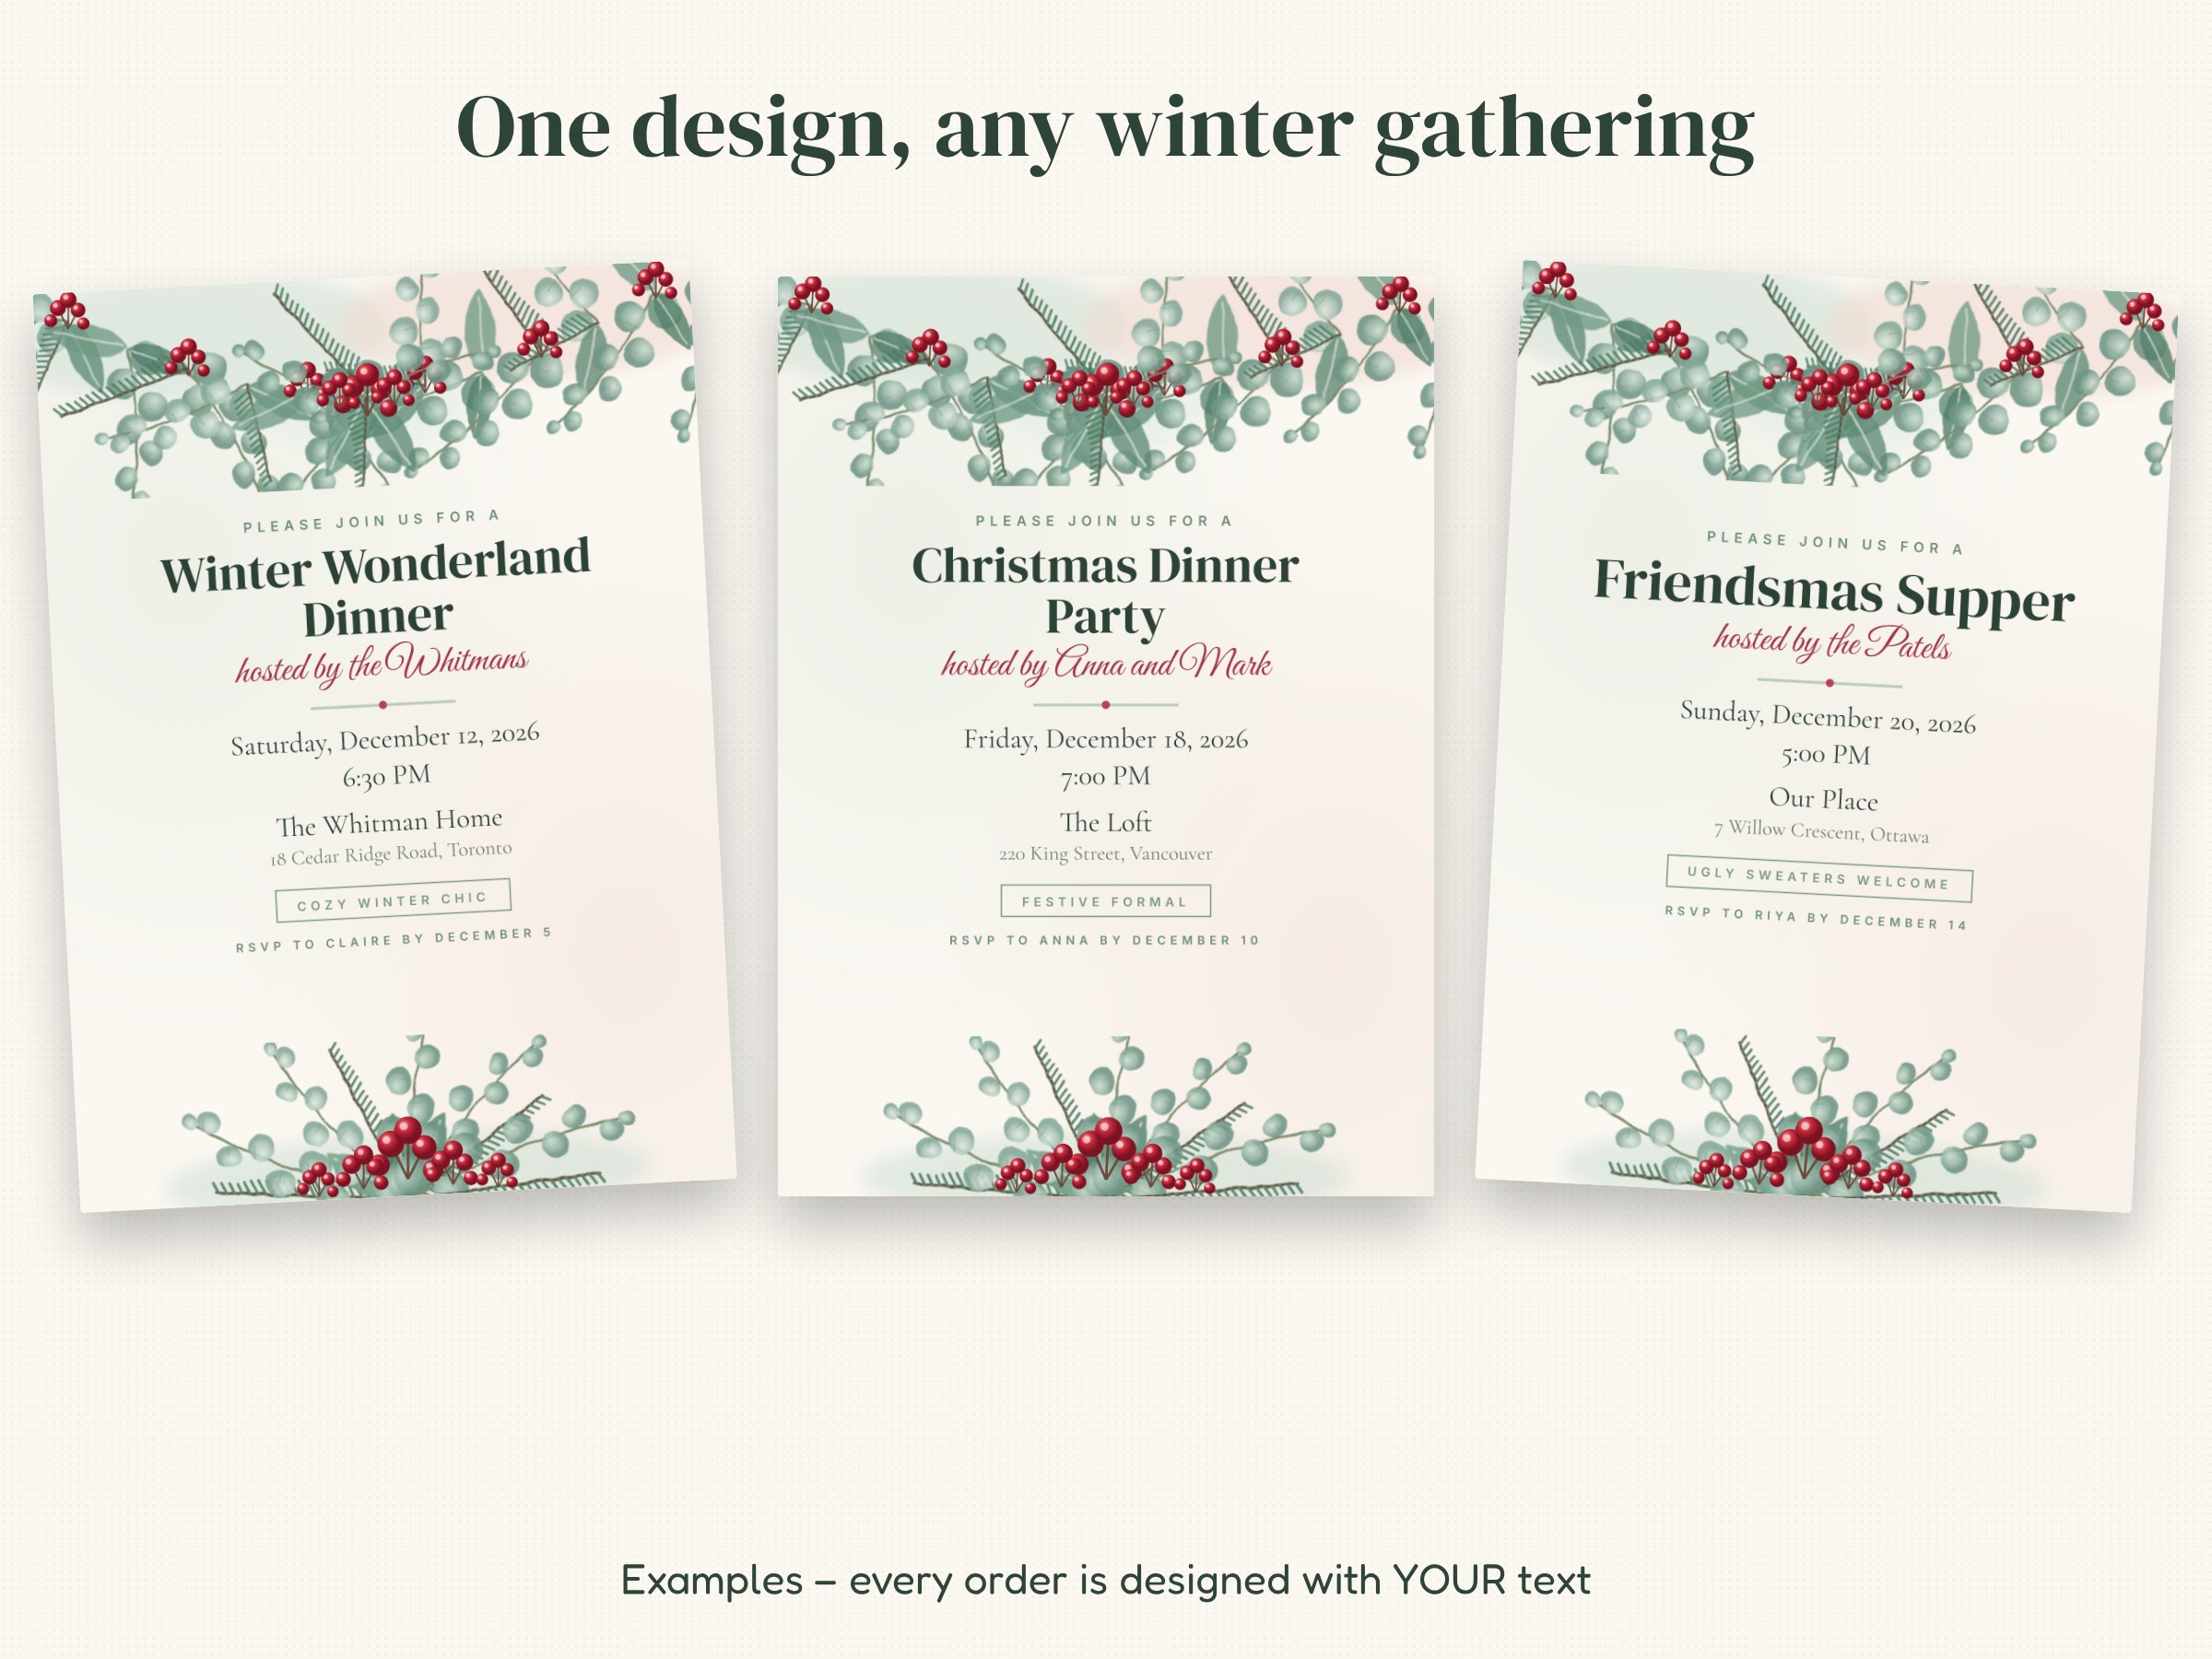 One design, any winter gathering
PLEASE JOIN US FOR A
Winter Wonderland
Dinner
hosted by the Whitmans
Saturday, December 12, 2026
6:30 PM
The Whitman Home
18 Cedar Ridge Road, Toronto
COZY WINTER CHIC
RSVP TO CLAIRE BY DECEMBER 5
PLEASE JOIN US FOR A
Christmas Dinner
Party
hosted by Anna and Mark
Friday, December 18, 2026
7:00 PM
The Loft
220 King Street, Vancouver
FESTIVE FORMAL
RSVP TO ANNA BY DECEMBER 10
PLEASE JOIN US FOR A
Friendsmas Supper
hosted by the Patels
Sunday, December 20, 2026
5:00 PM
Our Place
7 Willow Crescent, Ottawa
UGLY SWEATERS WELCOME
RSVP TO RIYA BY DECEMBER 14
Examples – every order is designed with YOUR text